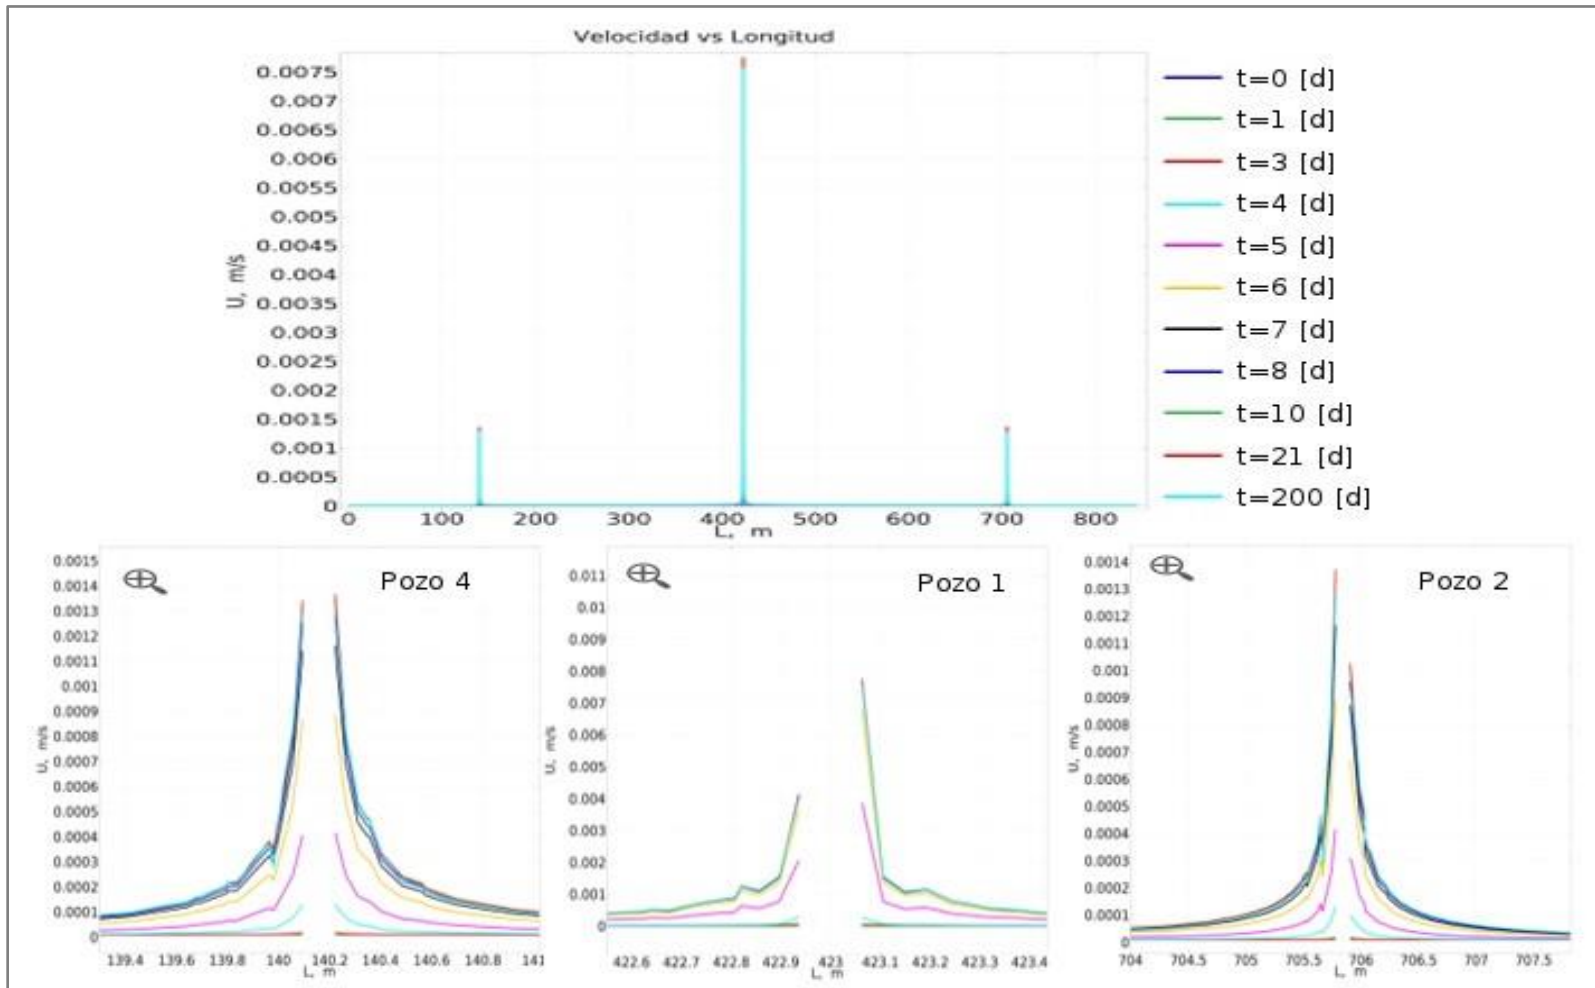 Velocidad vs Longitud
U, m/s
0.0075
0.007
0.0065
0.006
0.0055
0.005
0.0045
0.004
0.0035
0.003
0.0025
0.002
0.0015
0.001
0.0005
0
0 100 200 300 400 500 600 700 800
L, m
t=0 [d]
t=1 [d]
t=3 [d]
t=4 [d]
t=5 [d]
t=6 [d]
t=7 [d]
t=8 [d]
t=10 [d]
t=21 [d]
t=200 [d]
Pozo 4
U, m/s
0.0015
0.0014
0.0013
0.0012
0.0011
0.001
0.0009
0.0008
0.0007
0.0006
0.0005
0.0004
0.0003
0.0002
0.0001
0
139.4 139.6 139.8 140 140.2 140.4 140.6 140.8 141
L, m
Pozo 1
U, m/s
0.011
0.01
0.009
0.008
0.007
0.006
0.005
0.004
0.003
0.002
0.001
0
422.6 422.7 422.8 422.9 423 423.1 423.2 423.3 423.4
L, m
Pozo 2
U, m/s
0.0014
0.0013
0.0012
0.0011
0.001
0.0009
0.0008
0.0007
0.0006
0.0005
0.0004
0.0003
0.0002
0.0001
0
704 704.5 705 705.5 706 706.5 707 707.5
L, m